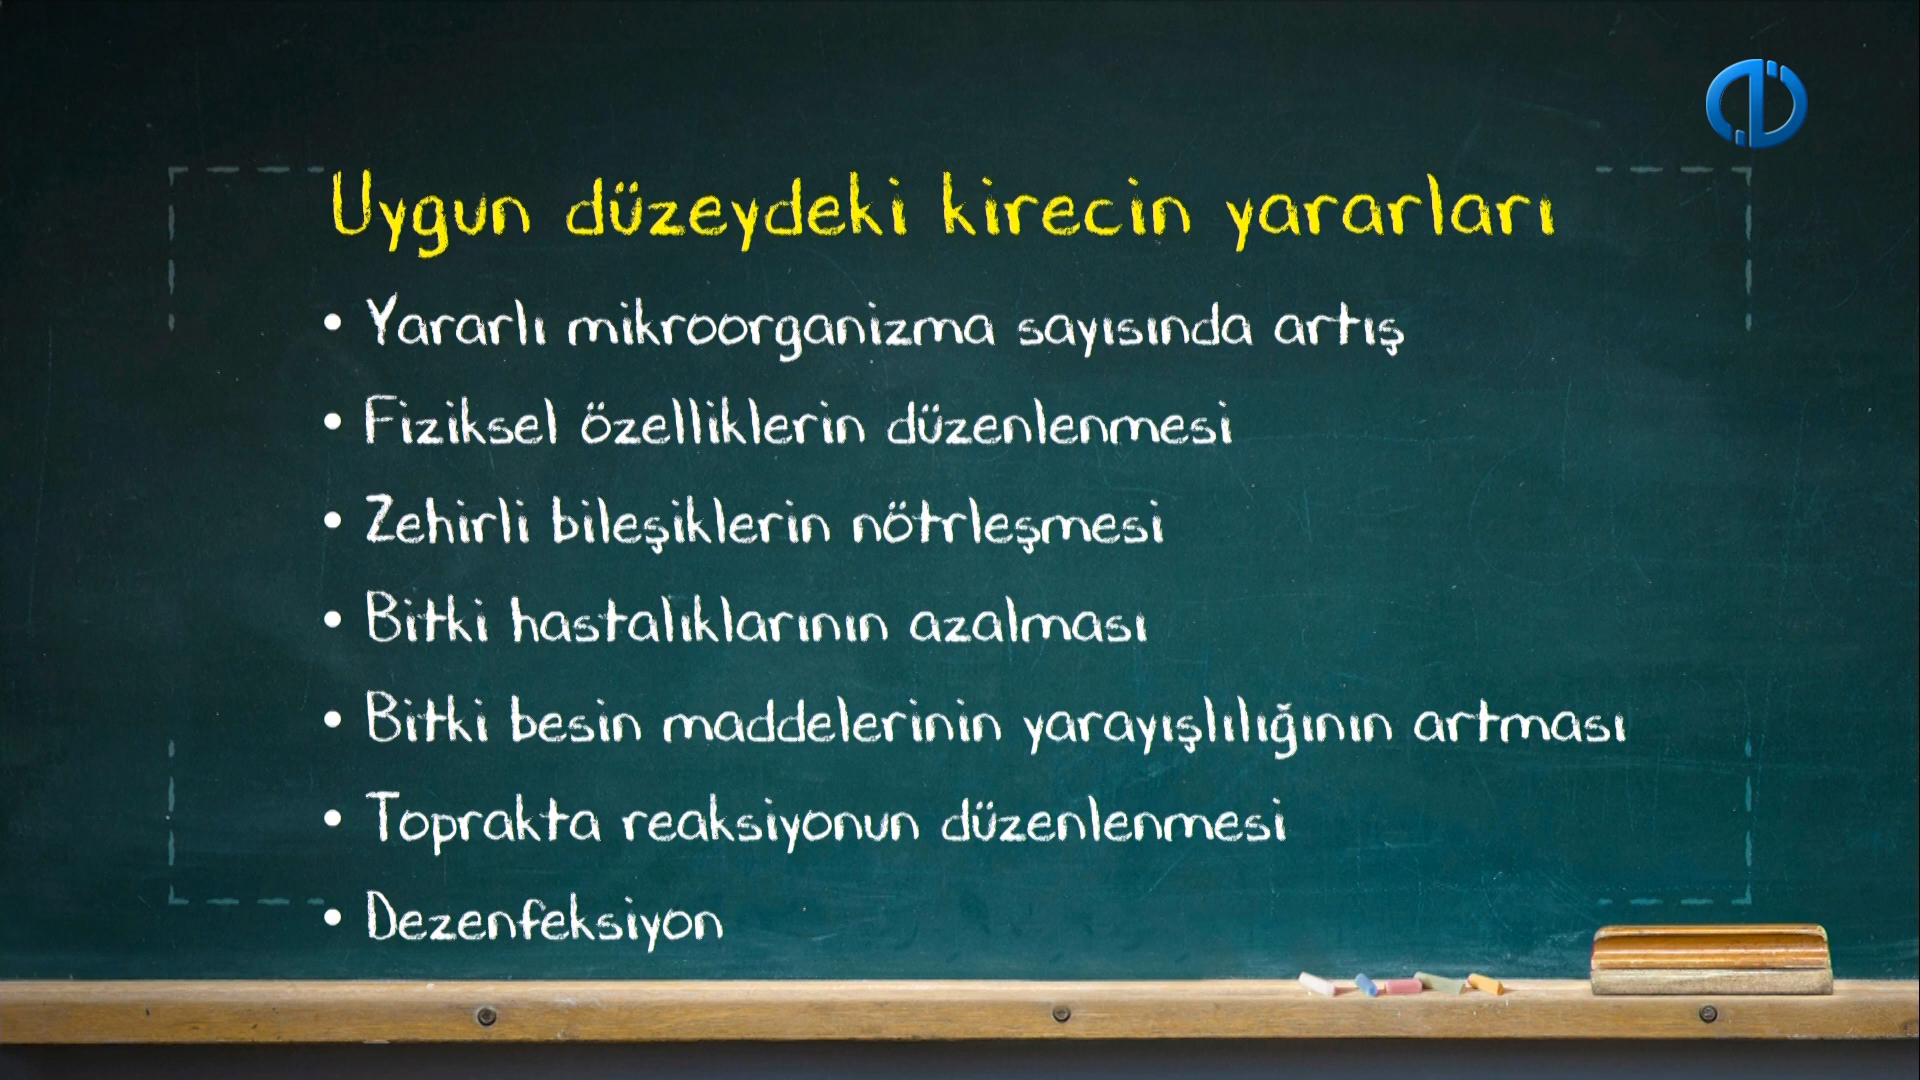 Uygun düzeydeki kirecin yararları
• Yararlı mikroorganizma sayısında artış
• Fiziksel özelliklerin düzenlenmesi
• Zehirli bileşiklerin nötrleşmesi
• Bitki hastalıklarının azalması
• Bitki besin maddelerinin yarayışlılığının artması
• Toprakta reaksiyonun düzenlenmesi
• Dezenfeksiyon